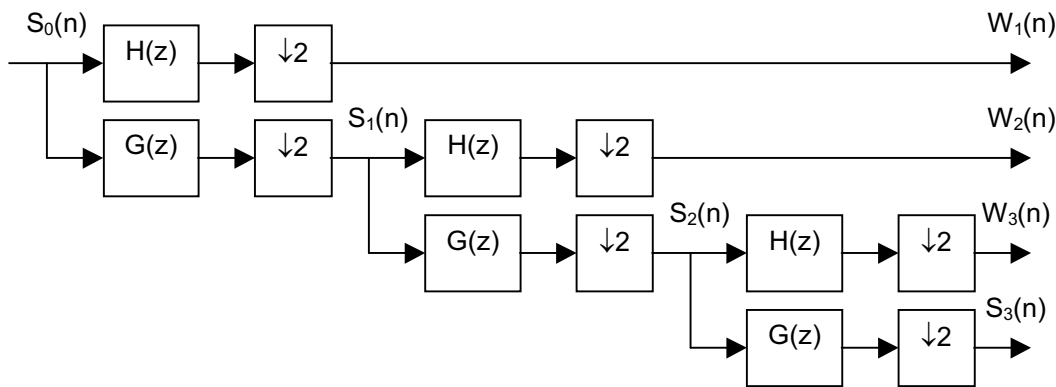 S₀(n)
W₁(n)
H(z) ↓2
S₁(n)
W₂(n)
G(z) ↓2 H(z) ↓2
S₂(n)
W₃(n)
G(z) ↓2 H(z) ↓2
S₃(n)
G(z) ↓2